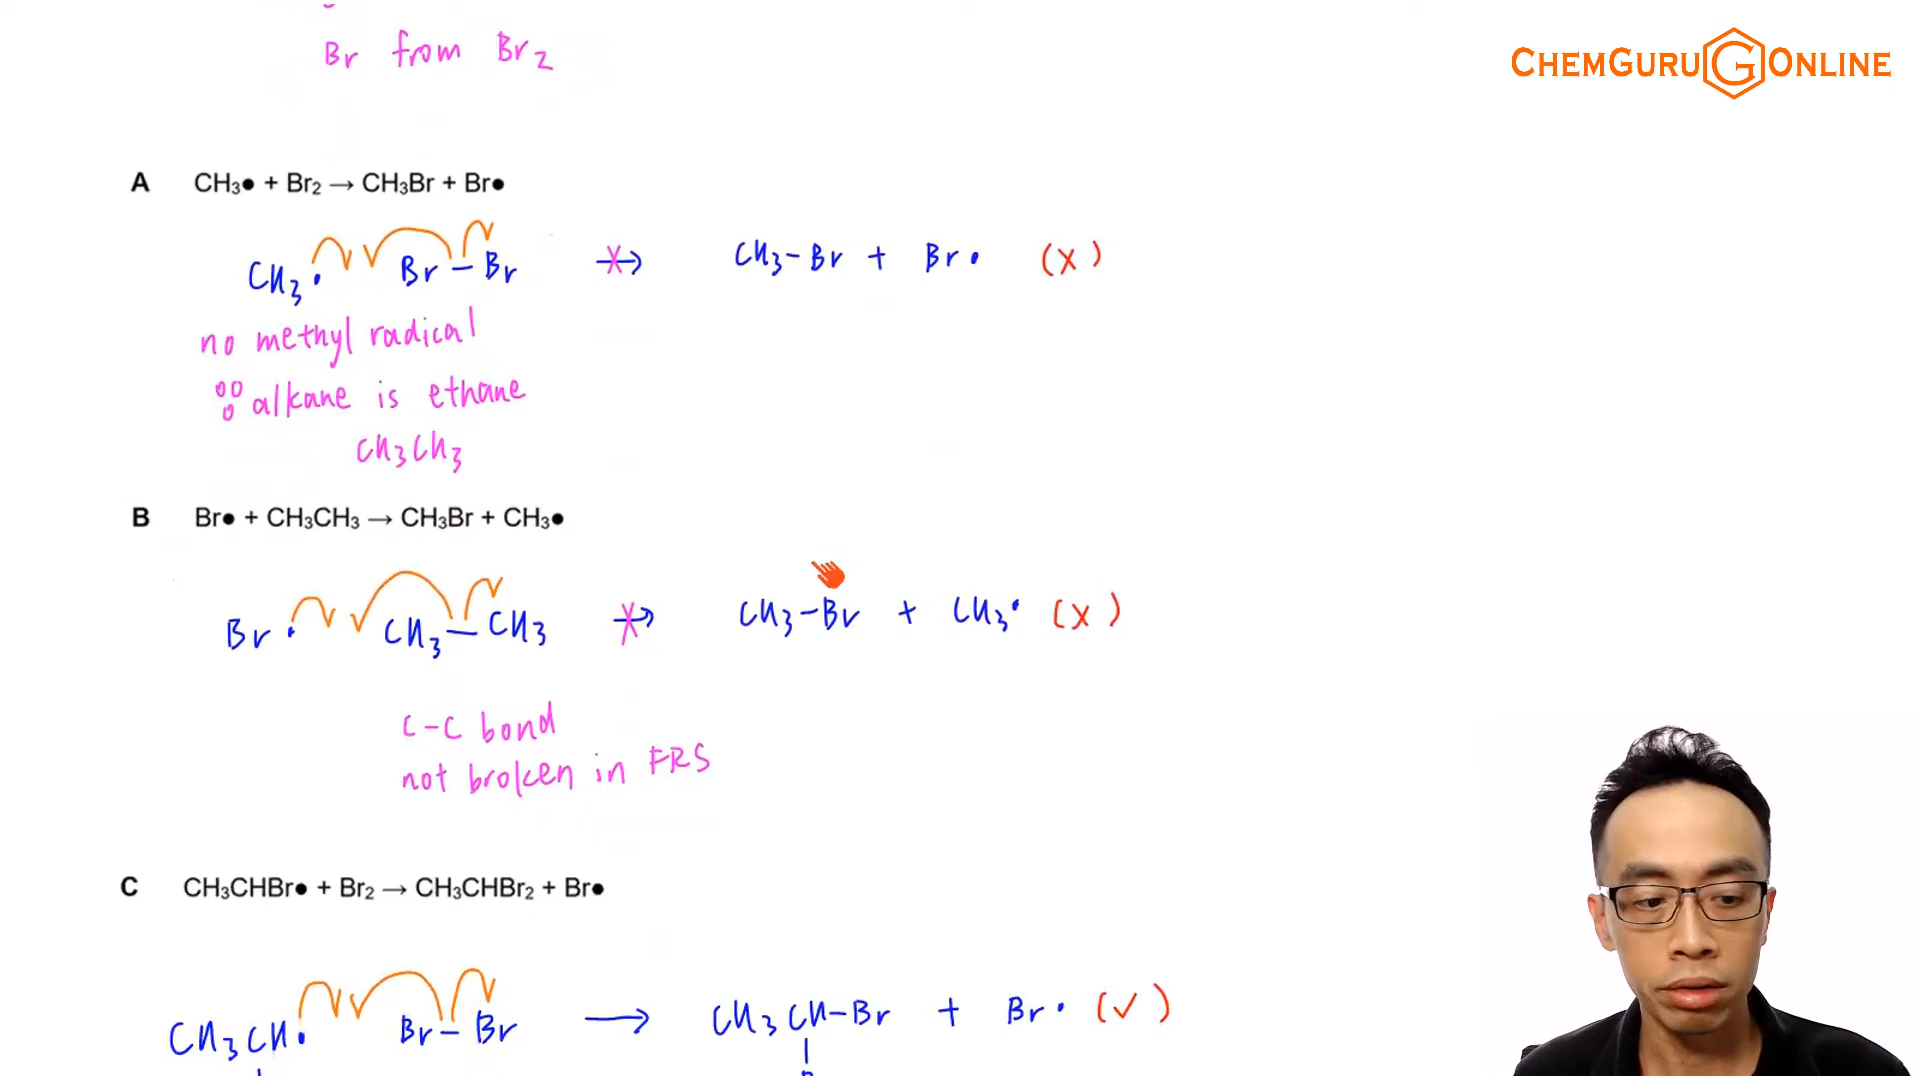 Br from Br₂
CHEMGURU G ONLINE
A CH₃● + Br₂ → CH₃Br + Br●
CH₃• Br–Br → CH₃–Br + Br• (x)
no methyl radical
∵ alkane is ethane
CH₃CH₃
B Br● + CH₃CH₃ → CH₃Br + CH₃●
Br• CH₃–CH₃ → CH₃–Br + CH₃• (x)
C–C bond
not broken in FRS
C CH₃CHBr● + Br₂ → CH₃CHBr₂ + Br●
CH₃CH• Br–Br → CH₃CH–Br + Br• (✓)